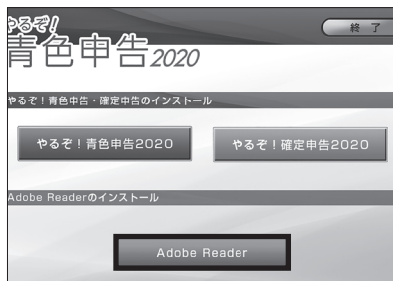 やるぞ!
青色申告2020
終 了
やるぞ！青色申告・確定申告のインストール
やるぞ！青色申告2020
やるぞ！確定申告2020
Adobe Readerのインストール
Adobe Reader